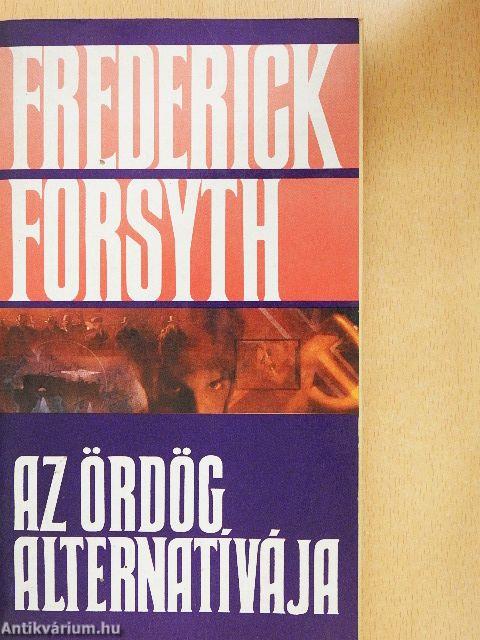 FREDERICK
FORSYTH
AZ ÖRDÖG
ALTERNATÍVÁJA
Antikvárium.hu